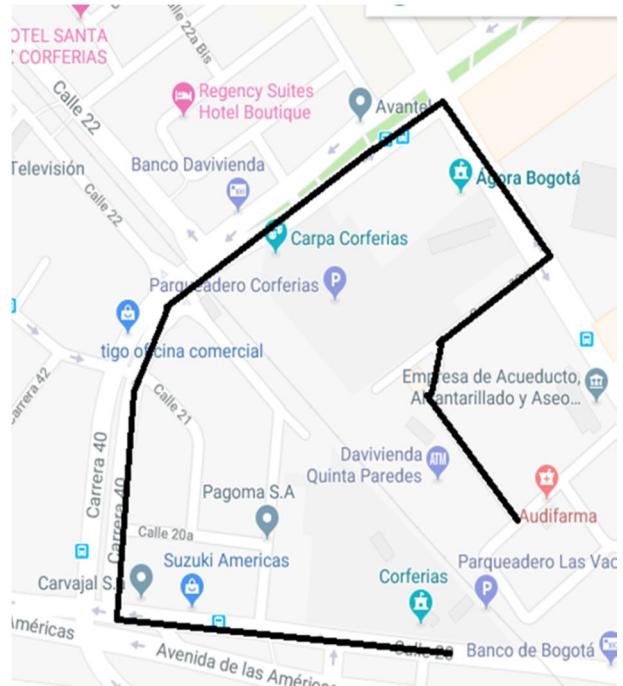 OTEL SANTA
Z CORFERIAS
Calle 22a Bis
Calle 22
Regency Suites
Hotel Boutique
Avantel
Televisión
Banco Davivienda
Calle 22
Ágora Bogotá
Carpa Corferias
Parqueadero Corferias
tigo oficina comercial
Carrera 42
Calle 21
Empresa de Acueducto,
Alcantarillado y Aseo...
Carrera 40
Carrera 40
Davivienda
Quinta Paredes
ATM
Pagoma S.A
Audifarma
Calle 20a
Suzuki Americas
Carvajal S.
Corferias
Parqueadero Las Vac
Américas
Avenida de las Américas
Calle 20
Banco de Bogotá